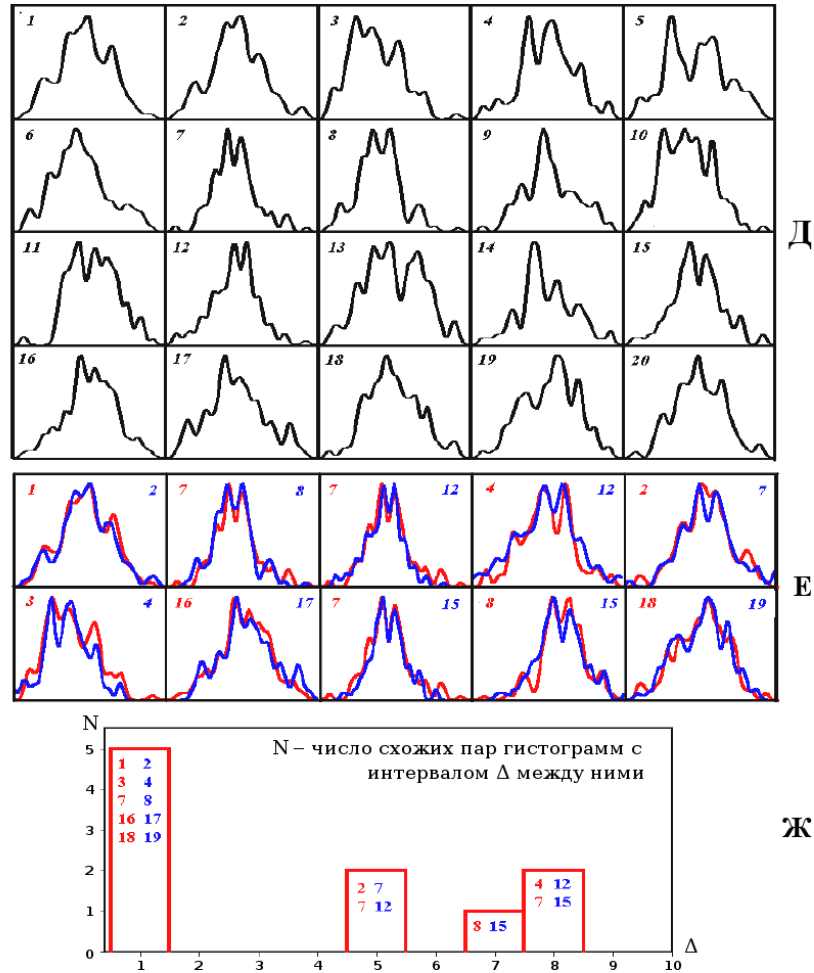 1 2 3 4 5
6 7 8 9 10
Д
11 12 13 14 15
16 17 18 19 20
1 2 7 8 7 12 4 12 2 7
Е
3 4 16 17 7 15 8 15 18 19
N
N – число схожих пар гистограмм с
интервалом Δ между ними
5
1 2
3 4
7 8
16 17
18 19
4
Ж
3
2
2 7
7 12
4 12
7 15
1
8 15
0
Δ
1 2 3 4 5 6 7 8 9 10